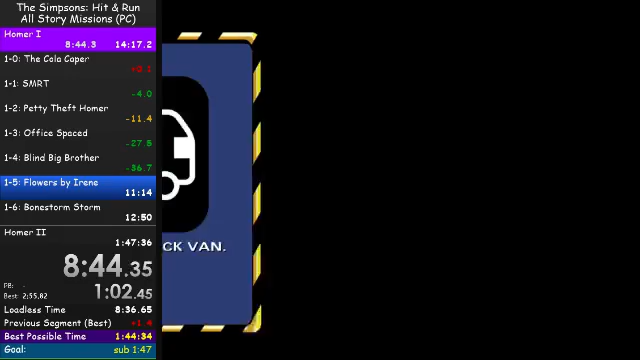 The Simpsons: Hit & Run
All Story Missions (PC)
Homer I
8:44.3 14:17.2
1-0: The Cola Caper
+0.1
1-1: SMRT
-4.0
1-2: Petty Theft Homer
-11.4
1-3: Office Spaced
-27.5
1-4: Blind Big Brother
-36.7
1-5: Flowers by Irene
11:14
1-6: Bonestorm Storm
12:50
Homer II
1:47:36
8:44.35
PB: -
Best: 2:55.82
1:02.45
Loadless Time 8:36.65
Previous Segment (Best) +1.4
Best Possible Time 1:44:34
Goal: sub 1:47
CK VAN.